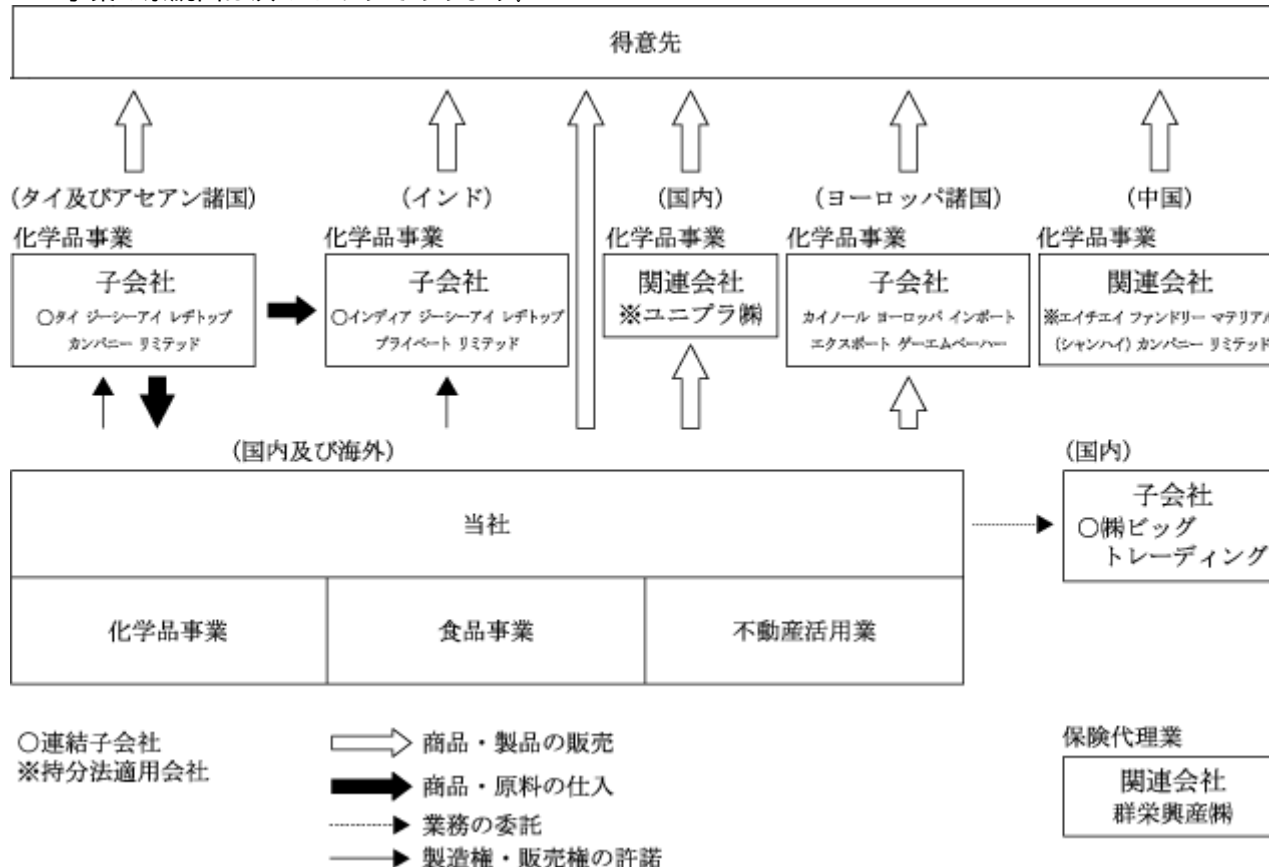 得意先
(タイ及びアセアン諸国)
(インド)
(国内)
(ヨーロッパ諸国)
(中国)
化学品事業
化学品事業
化学品事業
化学品事業
化学品事業
子会社
○タイ ジーシーアイ レヂトップ
カンパニー リミテッド
子会社
○インディア ジーシーアイ レヂトップ
プライベート リミテッド
関連会社
※ユニプラ㈱
子会社
カイノール ヨーロッパ インポート
エクスポート ゲーエムベーハー
関連会社
※エイチエイ ファンドリー マテリアル
(シャンハイ) カンパニー リミテッド
(国内及び海外)
(国内)
当社
子会社
○㈱ビッグ
トレーディング
化学品事業
食品事業
不動産活用業
○連結子会社
※持分法適用会社
商品・製品の販売
商品・原料の仕入
業務の委託
製造権・販売権の許諾
保険代理業
関連会社
群栄興産㈱